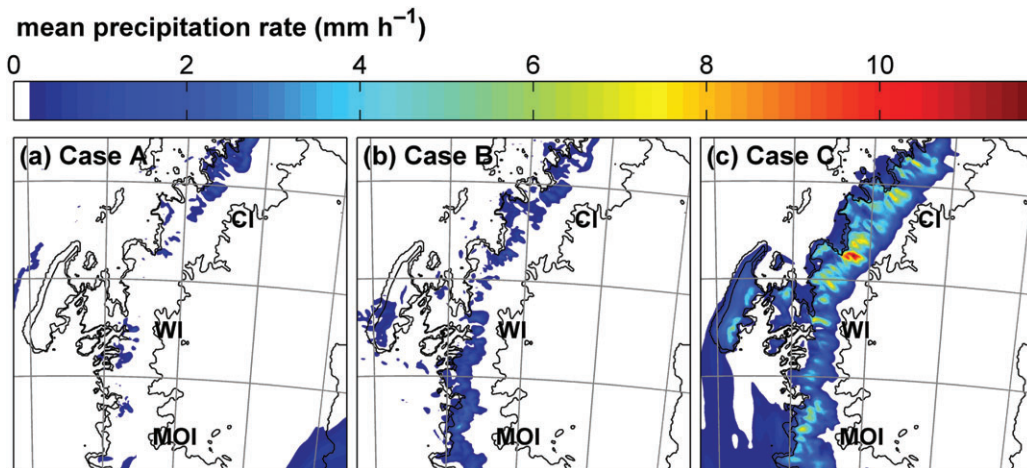 mean precipitation rate (mm h⁻¹)
0 2 4 6 8 10
(a) Case A (b) Case B (c) Case C
CI CI CI
WI WI WI
MOI MOI MOI